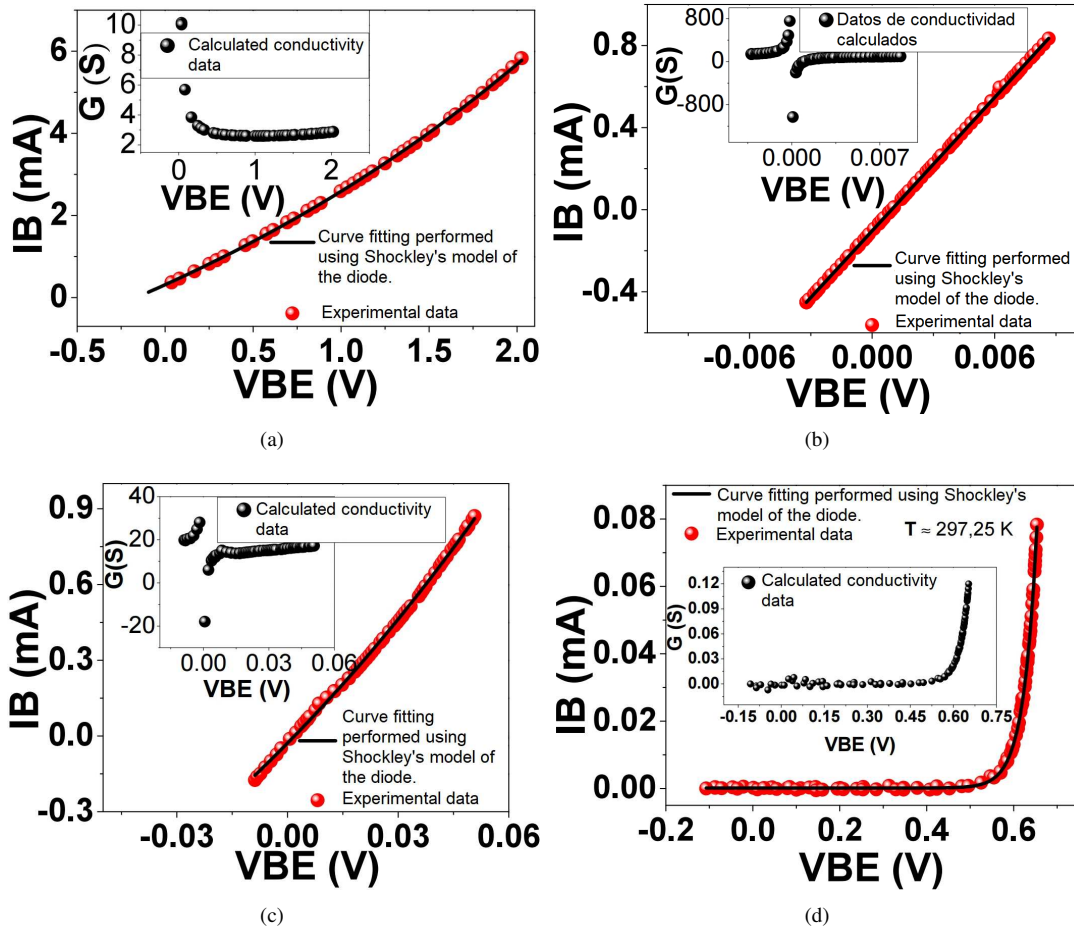 10
8
6
4
2
G (S)
Calculated conductivity
data
0
1
2
VBE (V)
6
4
2
0
IB (mA)
Curve fitting performed
using Shockley's model of
the diode.
Experimental data
-0.5
0.0
0.5
1.0
1.5
2.0
VBE (V)
(a)
800
0
-800
G(S)
Datos de conductividad
calculados
0.000
0.007
VBE (V)
0.8
0.4
0.0
-0.4
IB (mA)
Curve fitting performed
using Shockley's
model of the diode.
Experimental data
-0.006
0.000
0.006
VBE (V)
(b)
40
20
0
-20
G(S)
Calculated conductivity
data
0.00
0.03
0.06
VBE (V)
0.9
0.6
0.3
0.0
-0.3
IB (mA)
Curve fitting
performed using
Shockley's model of
the diode.
Experimental data
-0.03
0.00
0.03
0.06
VBE (V)
(c)
Curve fitting performed using Shockley's
model of the diode.
Experimental data
T ≈ 297,25 K
0.12
0.09
0.06
0.03
0.00
G (S)
Calculated conductivity
data
-0.15
0.00
0.15
0.30
0.45
0.60
0.75
VBE (V)
0.08
0.06
0.04
0.02
0.00
IB (mA)
-0.2
0.0
0.2
0.4
0.6
VBE (V)
(d)